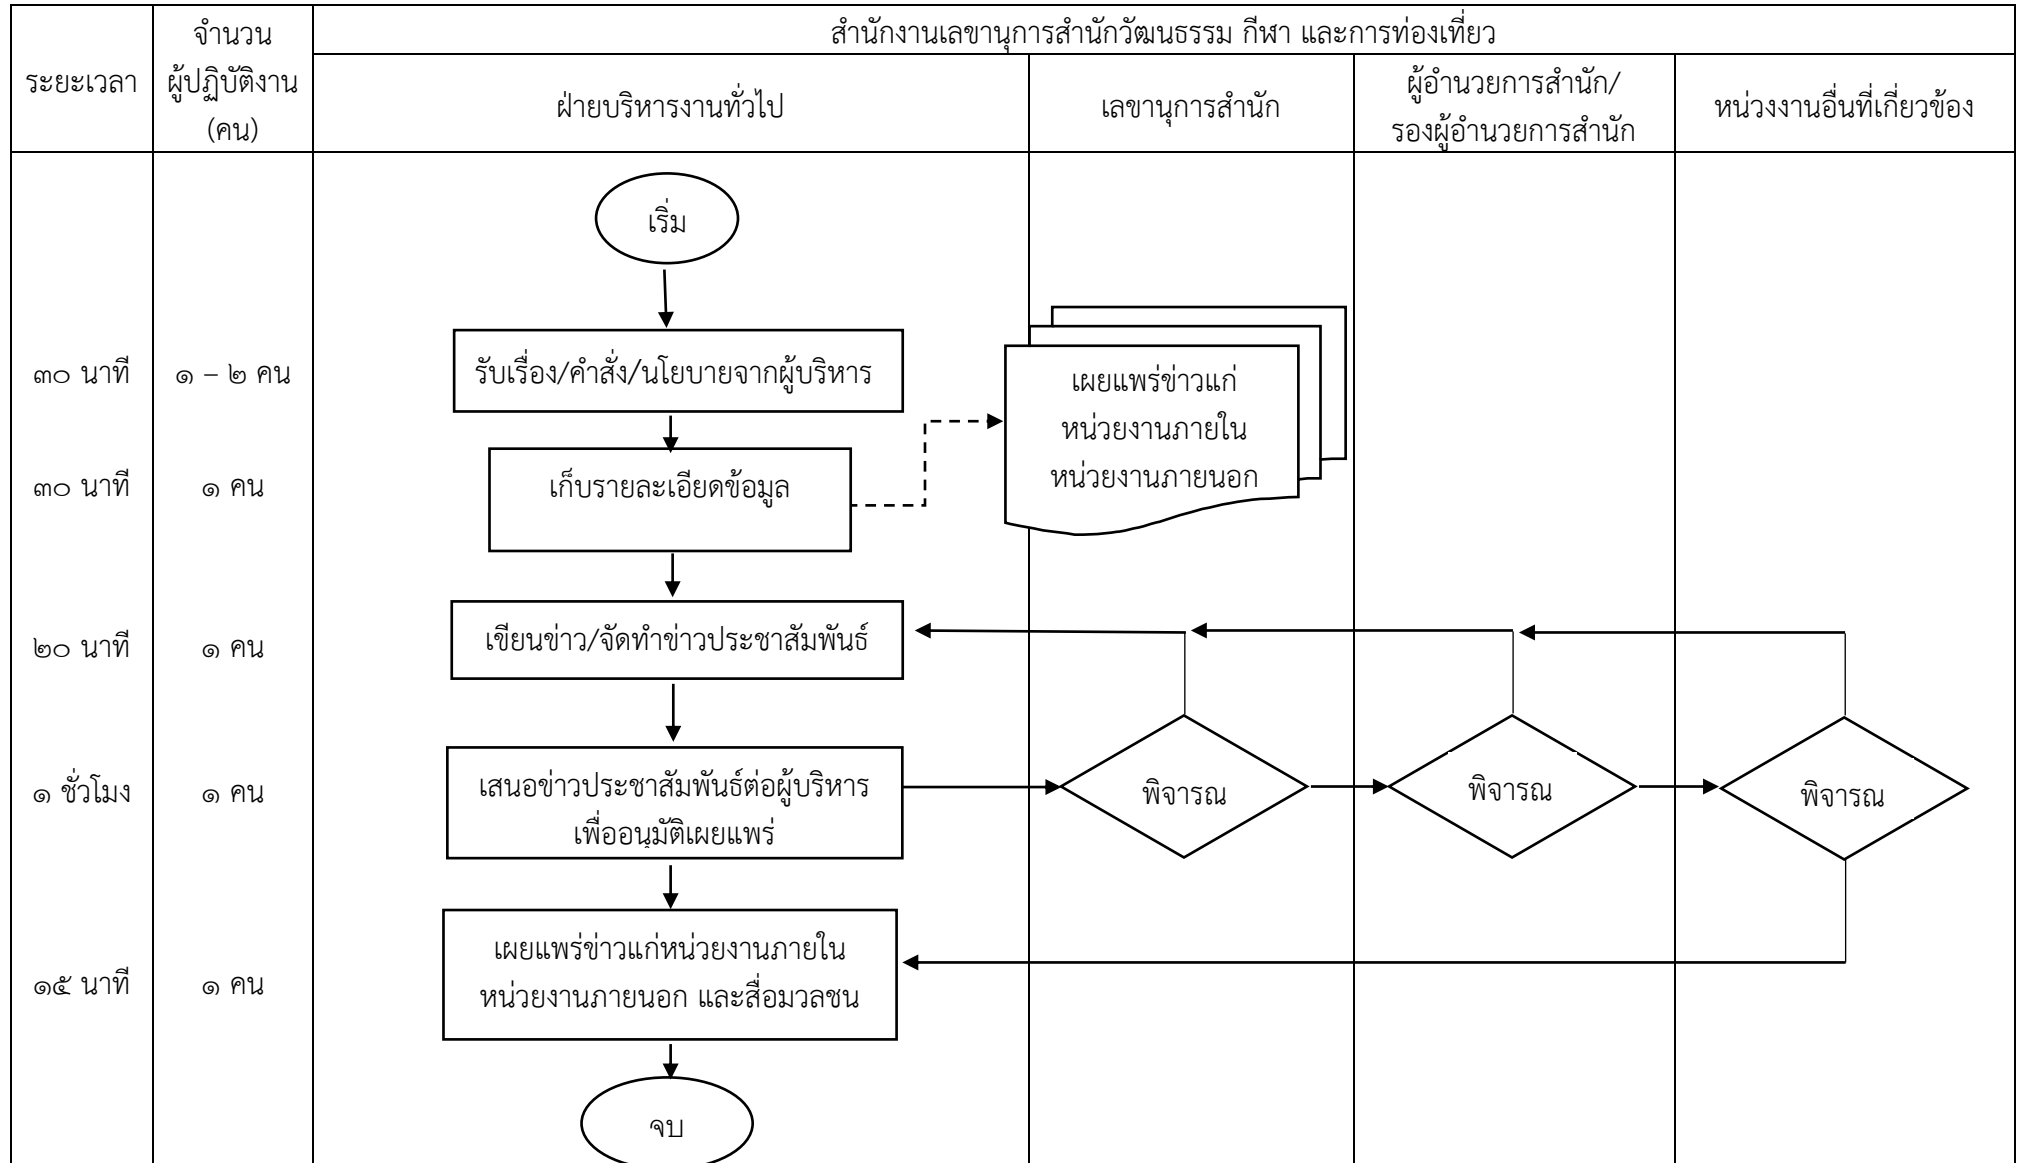 ระยะเวลา
จำนวน
ผู้ปฏิบัติงาน
(คน)
สำนักงานเลขานุการสำนักวัฒนธรรม กีฬา และการท่องเที่ยว
ฝ่ายบริหารงานทั่วไป
เลขานุการสำนัก
ผู้อำนวยการสำนัก/
รองผู้อำนวยการสำนัก
หน่วงงานอื่นที่เกี่ยวข้อง
เริ่ม
๓๐ นาที
๑ – ๒ คน
รับเรื่อง/คำสั่ง/นโยบายจากผู้บริหาร
เผยแพร่ข่าวแก่
หน่วยงานภายใน
หน่วยงานภายนอก
๓๐ นาที
๑ คน
เก็บรายละเอียดข้อมูล
๒๐ นาที
๑ คน
เขียนข่าว/จัดทำข่าวประชาสัมพันธ์
๑ ชั่วโมง
๑ คน
เสนอข่าวประชาสัมพันธ์ต่อผู้บริหาร
เพื่ออนุมัติเผยแพร่
พิจารณ
พิจารณ
พิจารณ
๑๕ นาที
๑ คน
เผยแพร่ข่าวแก่หน่วยงานภายใน
หน่วยงานภายนอก และสื่อมวลชน
จบ